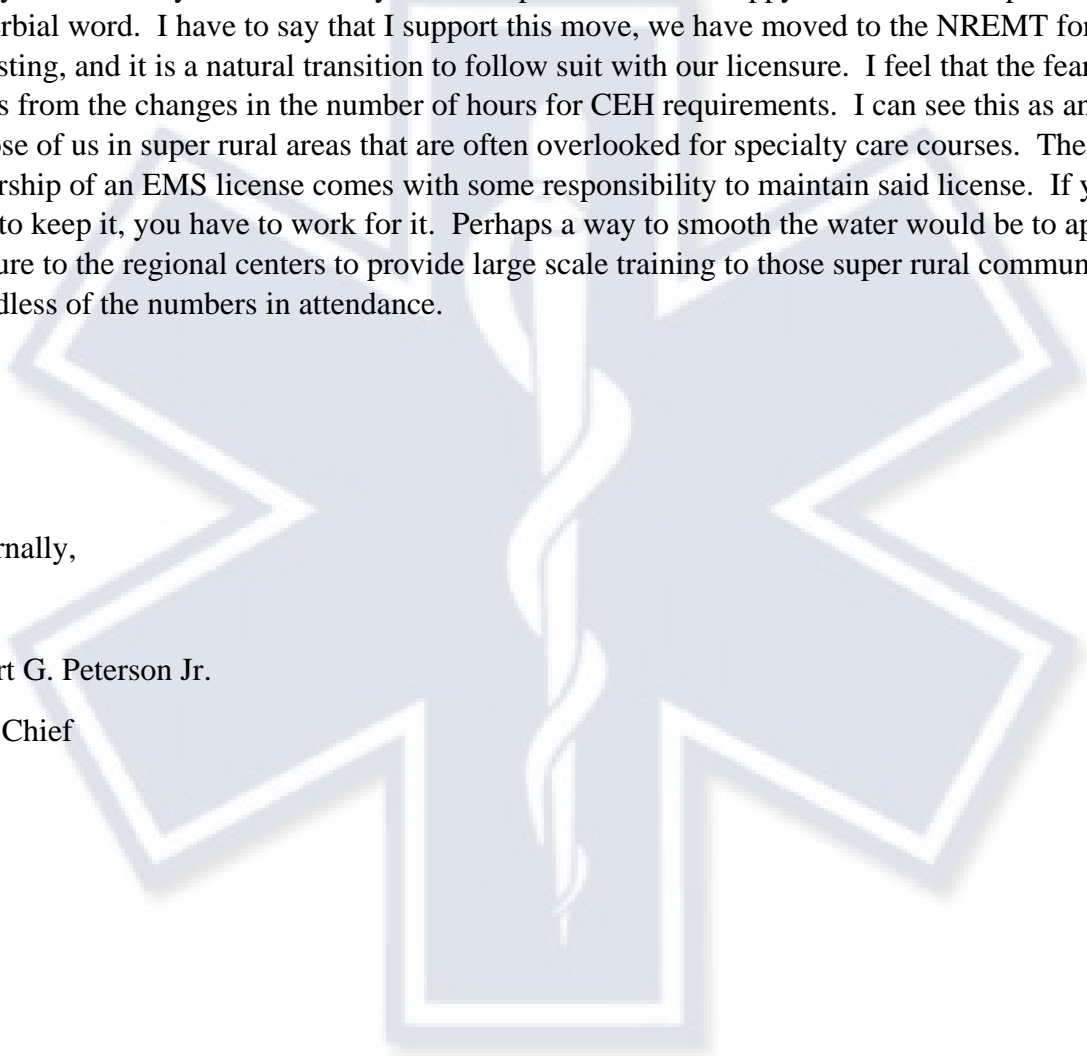 erbial word.  I have to say that I support this move, we have moved to the NREMT for
sting, and it is a natural transition to follow suit with our licensure.  I feel that the fear
s from the changes in the number of hours for CEH requirements.  I can see this as an
ose of us in super rural areas that are often overlooked for specialty care courses.  The
rship of an EMS license comes with some responsibility to maintain said license.  If y
to keep it, you have to work for it.  Perhaps a way to smooth the water would be to ap
ure to the regional centers to provide large scale training to those super rural commun
dless of the numbers in attendance.
rnally,
rt G. Peterson Jr.
Chief